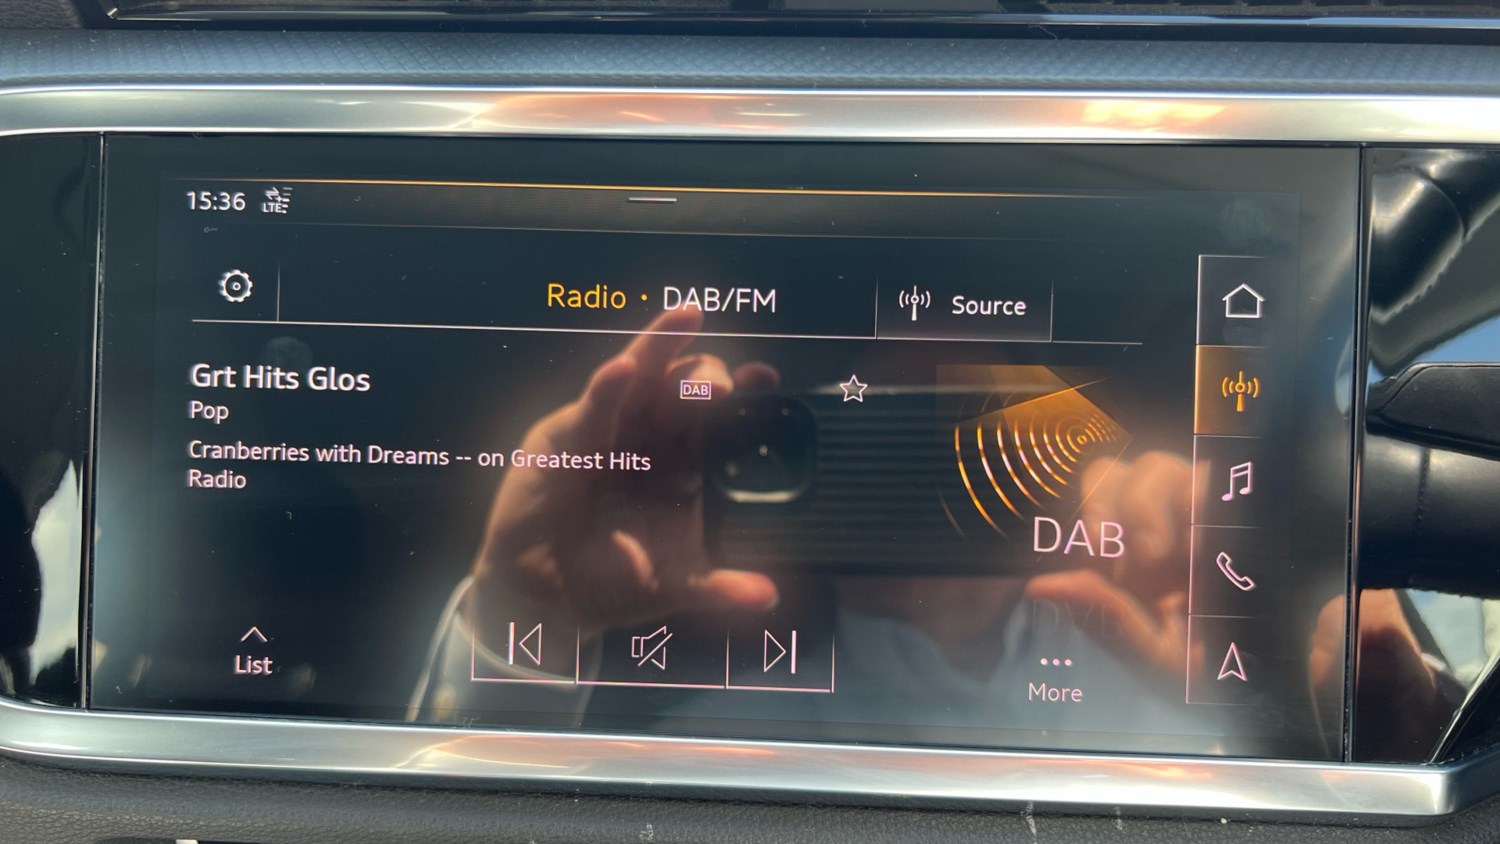 15:36 LTE
Radio · DAB/FM
Source
Grt Hits Glos
DAB
Pop
Cranberries with Dreams -- on Greatest Hits
Radio
DAB
List
More